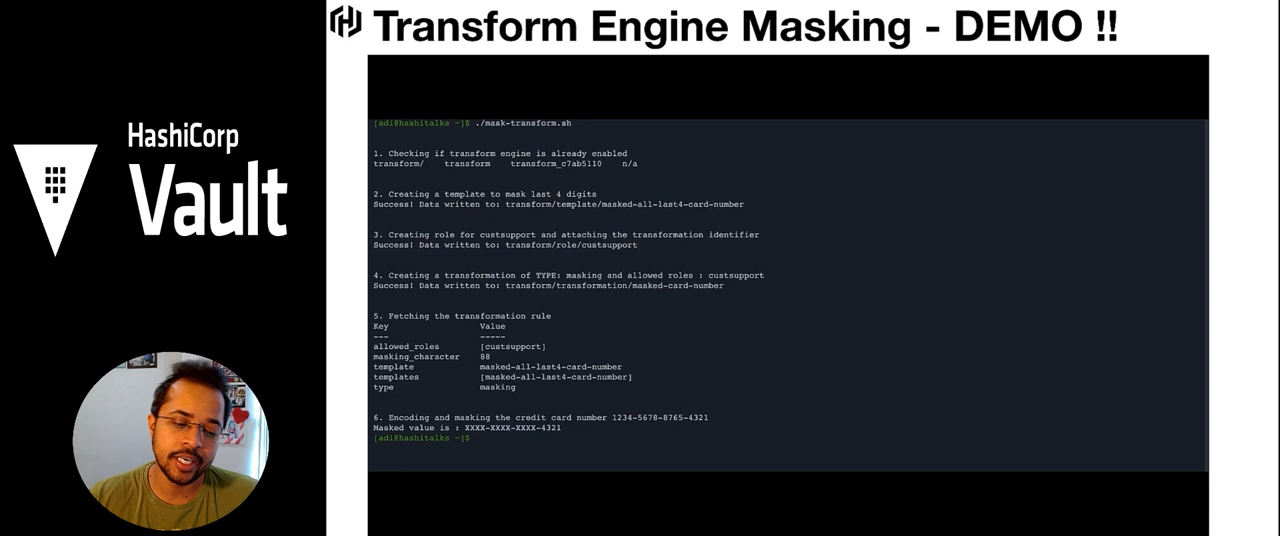 HashiCorp
Vault
Transform Engine Masking - DEMO !!
[adi@hashitalks ~]$ ./mask-transform.sh
1. Checking if transform engine is already enabled
transform/    transform    transform_c7ab5110    n/a
2. Creating a template to mask last 4 digits
Success! Data written to: transform/template/masked-all-last4-card-number
3. Creating role for custsupport and attaching the transformation identifier
Success! Data written to: transform/role/custsupport
4. Creating a transformation of TYPE: masking and allowed roles : custsupport
Success! Data written to: transform/transformation/masked-card-number
5. Fetching the transformation rule
Key                  Value
---                  -----
allowed_roles        [custsupport]
masking_character    88
template             masked-all-last4-card-number
templates            [masked-all-last4-card-number]
type                 masking
6. Encoding and masking the credit card number 1234-5678-8765-4321
Masked value is : XXXX-XXXX-XXXX-4321
[adi@hashitalks ~]$